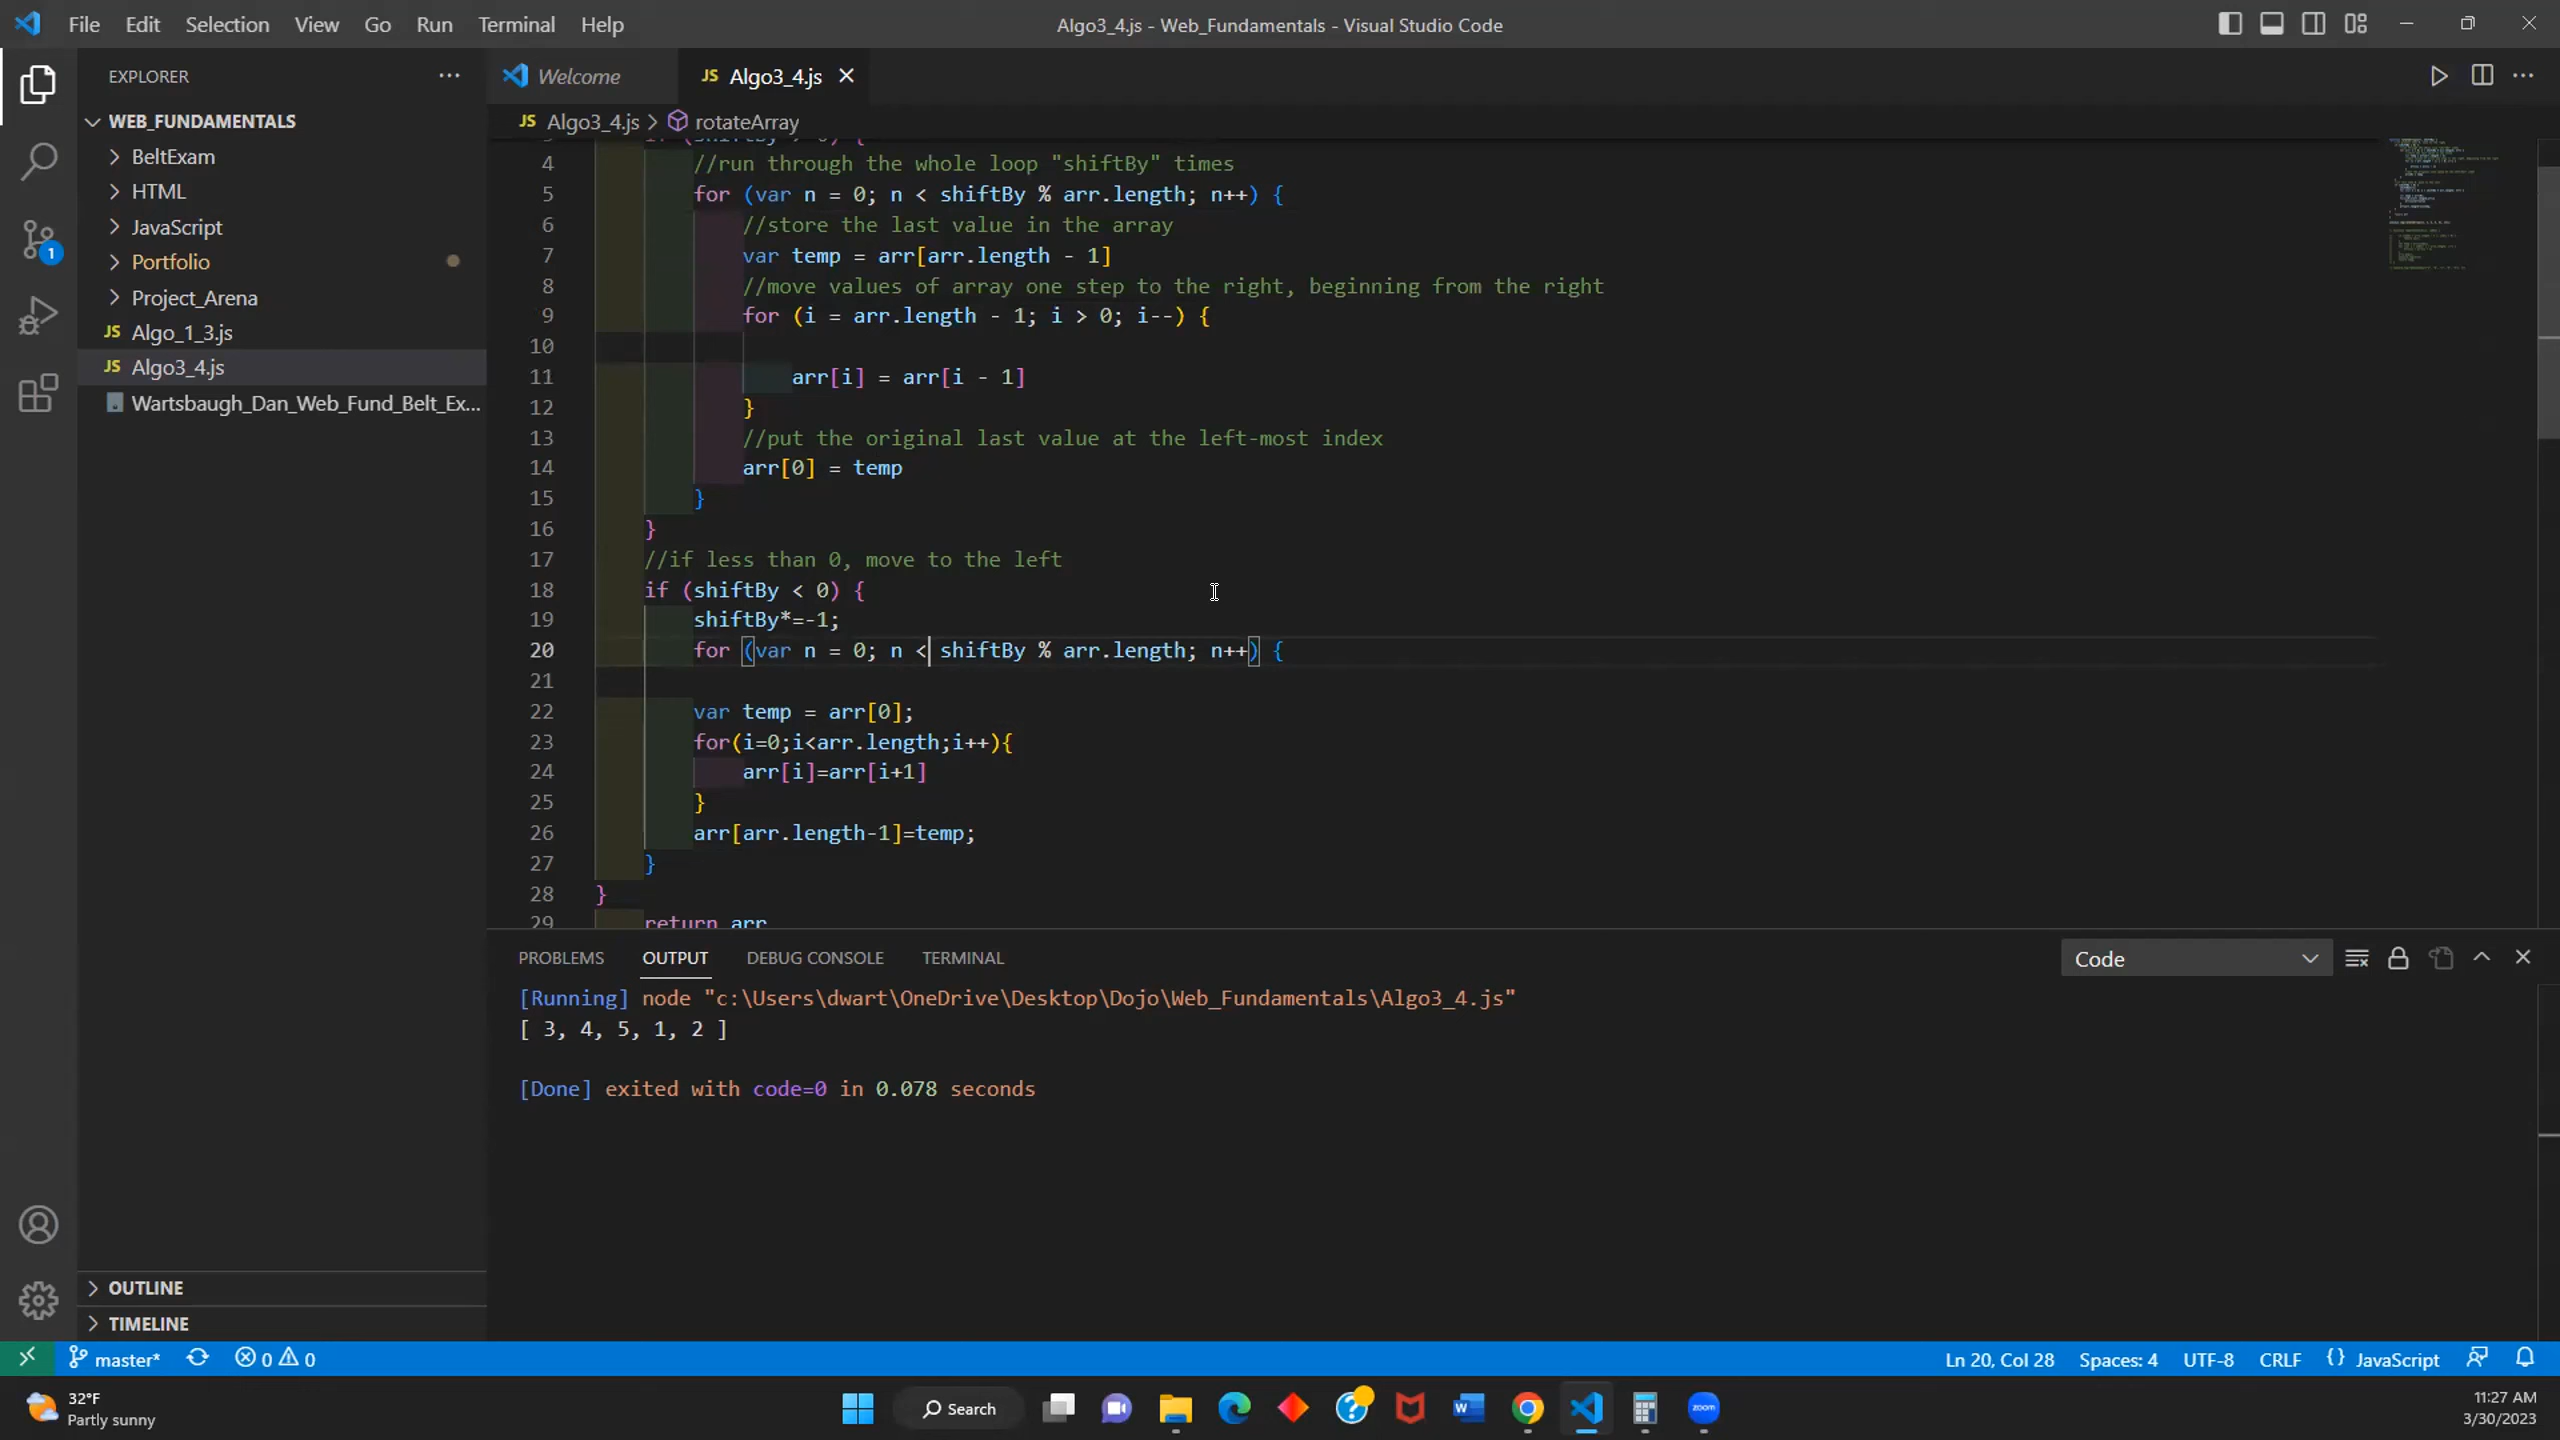 File Edit Selection View Go Run Terminal Help
Algo3_4.js - Web_Fundamentals - Visual Studio Code
EXPLORER
WEB_FUNDAMENTALS
BeltExam
HTML
JavaScript
Portfolio
Project_Arena
JS Algo_1_3.js
JS Algo3_4.js
Wartsbaugh_Dan_Web_Fund_Belt_Ex...
OUTLINE
TIMELINE
1
Welcome
JS Algo3_4.js
JS Algo3_4.js > rotateArray
4 //run through the whole loop "shiftBy" times
5 for (var n = 0; n < shiftBy % arr.length; n++) {
6 //store the last value in the array
7 var temp = arr[arr.length - 1]
8 //move values of array one step to the right, beginning from the right
9 for (i = arr.length - 1; i > 0; i--) {
10
11 arr[i] = arr[i - 1]
12 }
13 //put the original last value at the left-most index
14 arr[0] = temp
15 }
16 }
17 //if less than 0, move to the left
18 if (shiftBy < 0) {
19 shiftBy*=-1;
20 for (var n = 0; n < shiftBy % arr.length; n++) {
21
22 var temp = arr[0];
23 for(i=0;i<arr.length;i++){
24 arr[i]=arr[i+1]
25 }
26 arr[arr.length-1]=temp;
27 }
28 }
29 return arr
PROBLEMS OUTPUT DEBUG CONSOLE TERMINAL
Code
[Running] node "c:\Users\dwart\OneDrive\Desktop\Dojo\Web_Fundamentals\Algo3_4.js"
[ 3, 4, 5, 1, 2 ]
[Done] exited with code=0 in 0.078 seconds
master* 0 0
Ln 20, Col 28 Spaces: 4 UTF-8 CRLF {} JavaScript
32°F
Partly sunny
Search
zoom
11:27 AM
3/30/2023